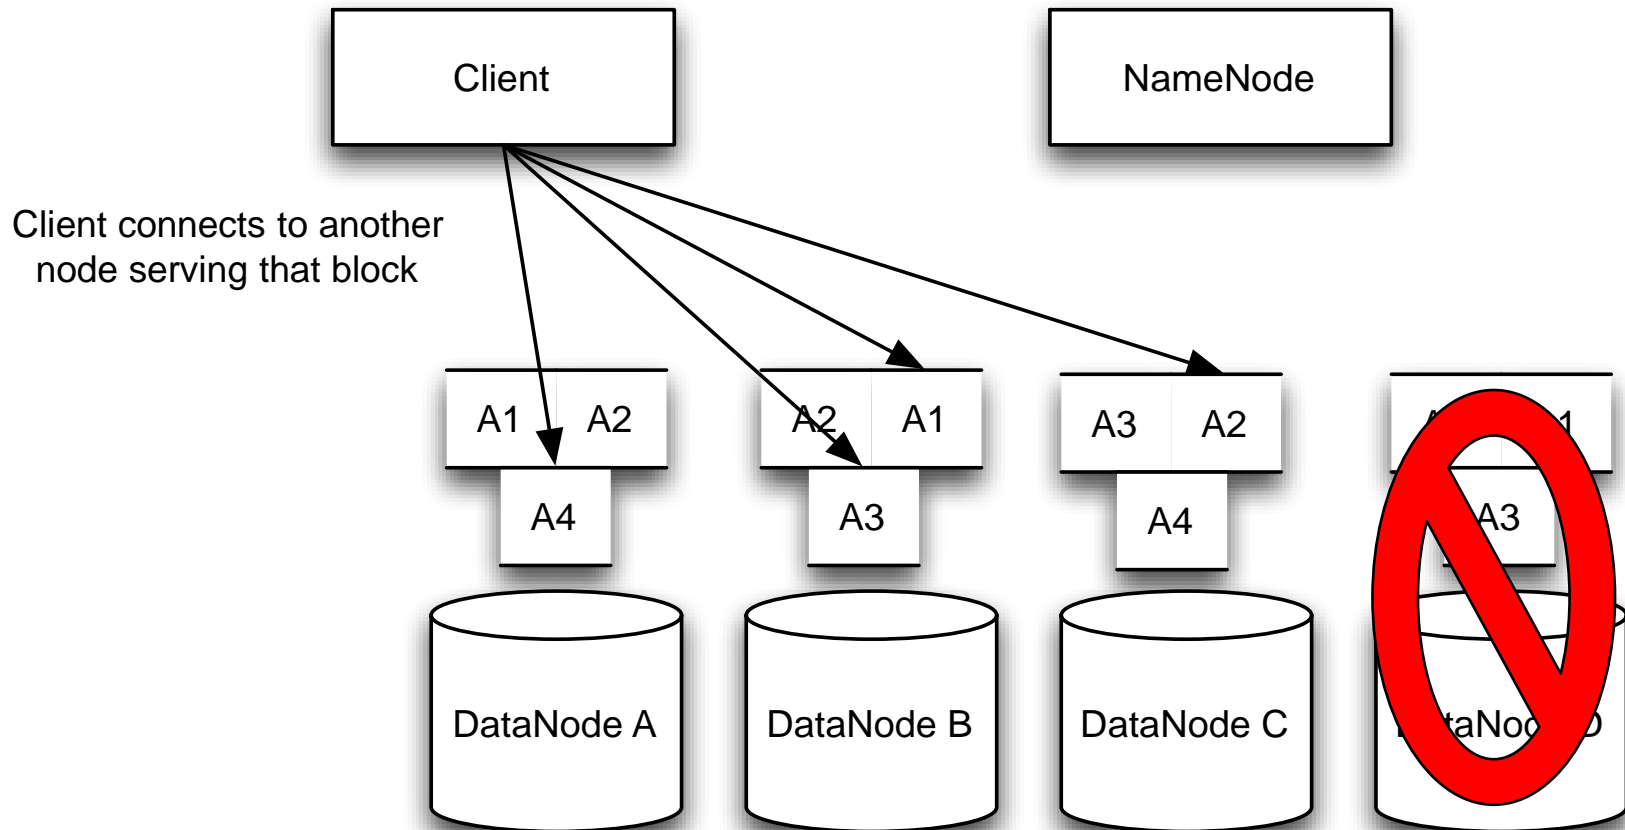 Client
NameNode
Client connects to another
node serving that block
A1 A2
A2 A1
A3 A2
A4
A3
A4
A3
DataNode A
DataNode B
DataNode C